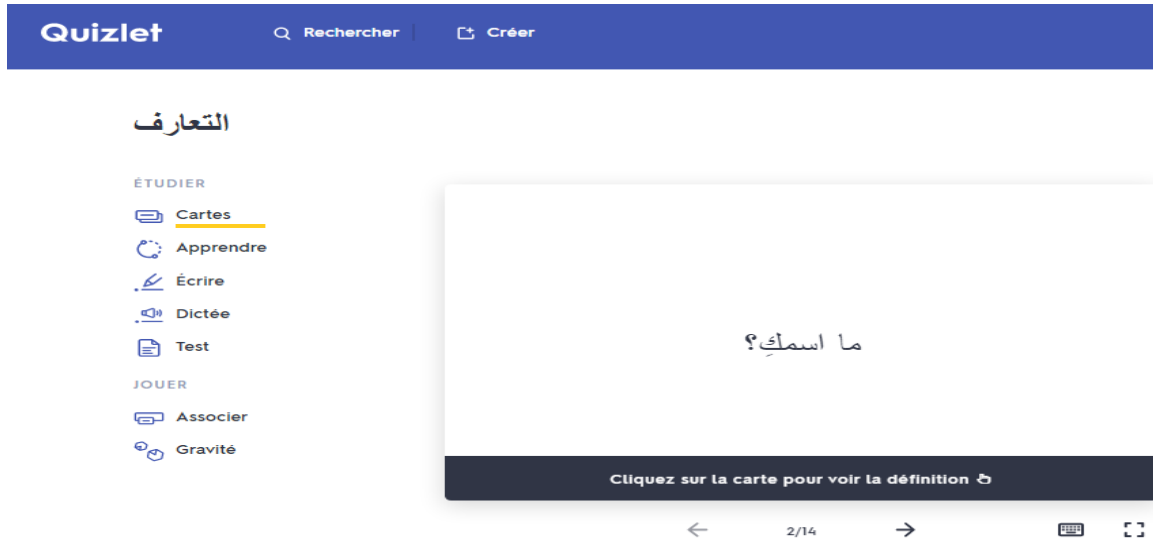 Quizlet
Rechercher
Créer
التعارف
ÉTUDIER
Cartes
Apprendre
Écrire
Dictée
Test
JOUER
Associer
Gravité
ما اسمكِ؟
Cliquez sur la carte pour voir la définition
2/14